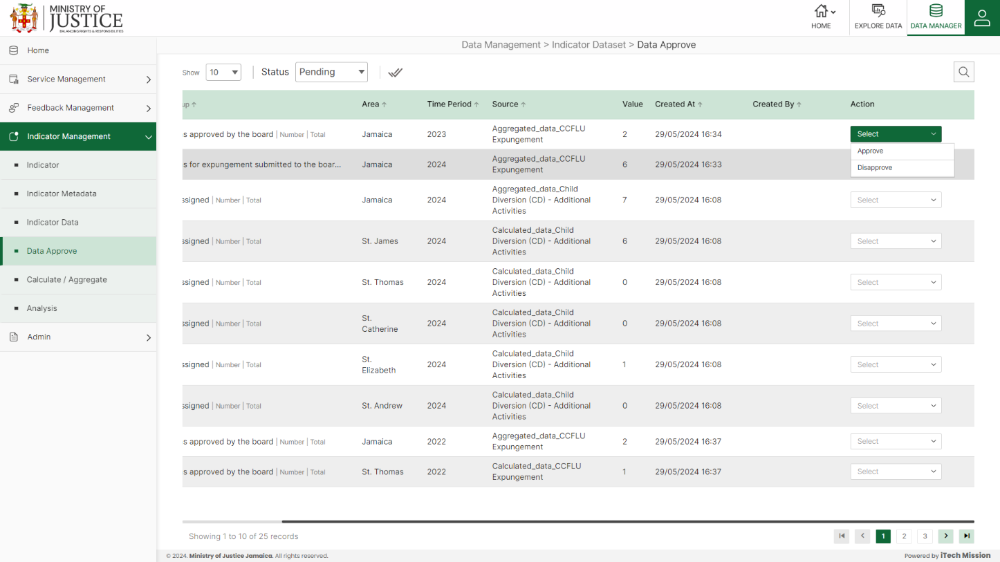 MINISTRY OF
JUSTICE
BALANCING RIGHTS & RESPONSIBILITIES
HOME
EXPLORE DATA
DATA MANAGER
Home
Service Management
Feedback Management
Indicator Management
Indicator
Indicator Metadata
Indicator Data
Data Approve
Calculate / Aggregate
Analysis
Admin
Data Management > Indicator Dataset > Data Approve
Show 10 Status Pending
up ↑ Area ↑ Time Period ↑ Source ↑ Value Created At ↑ Created By ↑ Action
s approved by the board | Number | Total Jamaica 2023 Aggregated_data_CCFLU Expungement 2 29/05/2024 16:34 Select
Approve
Disapprove
s for expungement submitted to the boar... Jamaica 2024 Aggregated_data_CCFLU Expungement 6 29/05/2024 16:33
ssigned | Number | Total Jamaica 2024 Aggregated_data_Child Diversion (CD) - Additional Activities 7 29/05/2024 16:08 Select
ssigned | Number | Total St. James 2024 Calculated_data_Child Diversion (CD) - Additional Activities 6 29/05/2024 16:08 Select
ssigned | Number | Total St. Thomas 2024 Calculated_data_Child Diversion (CD) - Additional Activities 0 29/05/2024 16:08 Select
ssigned | Number | Total St. Catherine 2024 Calculated_data_Child Diversion (CD) - Additional Activities 0 29/05/2024 16:08 Select
ssigned | Number | Total St. Elizabeth 2024 Calculated_data_Child Diversion (CD) - Additional Activities 1 29/05/2024 16:08 Select
ssigned | Number | Total St. Andrew 2024 Calculated_data_Child Diversion (CD) - Additional Activities 0 29/05/2024 16:08 Select
s approved by the board | Number | Total Jamaica 2022 Aggregated_data_CCFLU Expungement 2 29/05/2024 16:37 Select
s approved by the board | Number | Total St. Thomas 2022 Calculated_data_CCFLU Expungement 1 29/05/2024 16:37 Select
Showing 1 to 10 of 25 records
1 2 3
© 2024. Ministry of Justice Jamaica. All rights reserved.
Powered by iTech Mission